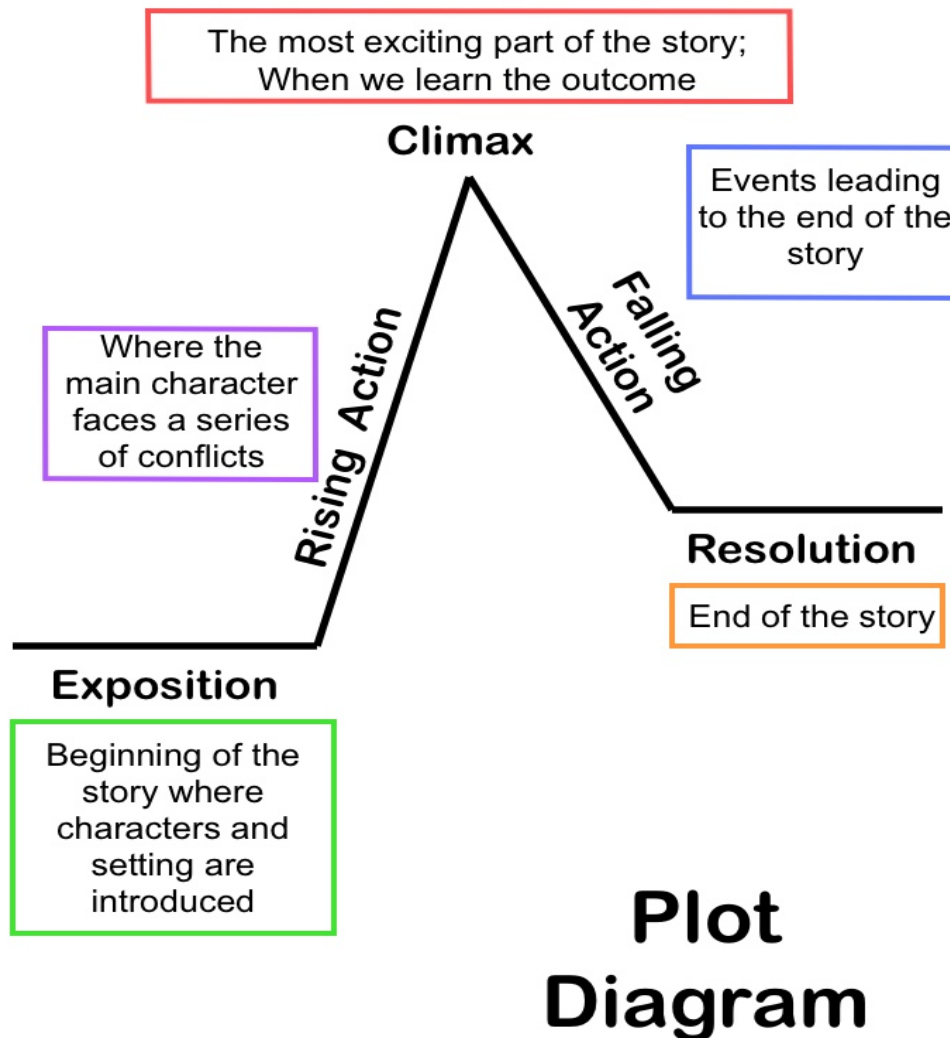 The most exciting part of the story;
When we learn the outcome
Climax
Events leading
to the end of the
story
Falling
Action
Where the
main character
faces a series
of conflicts
Rising Action
Resolution
End of the story
Exposition
Beginning of the
story where
characters and
setting are
introduced
Plot
Diagram